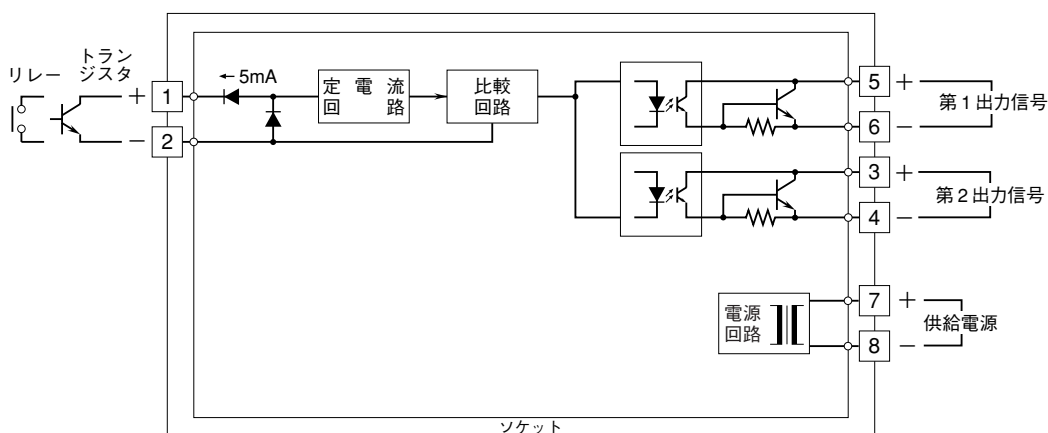 リレー
トラン
ジスタ
+
−
1
2
← 5mA
定 電 流
回 路
比較
回路
5
+
6
−
第1出力信号
3
+
4
−
第2出力信号
電源
回路
7
+
8
−
供給電源
ソケット